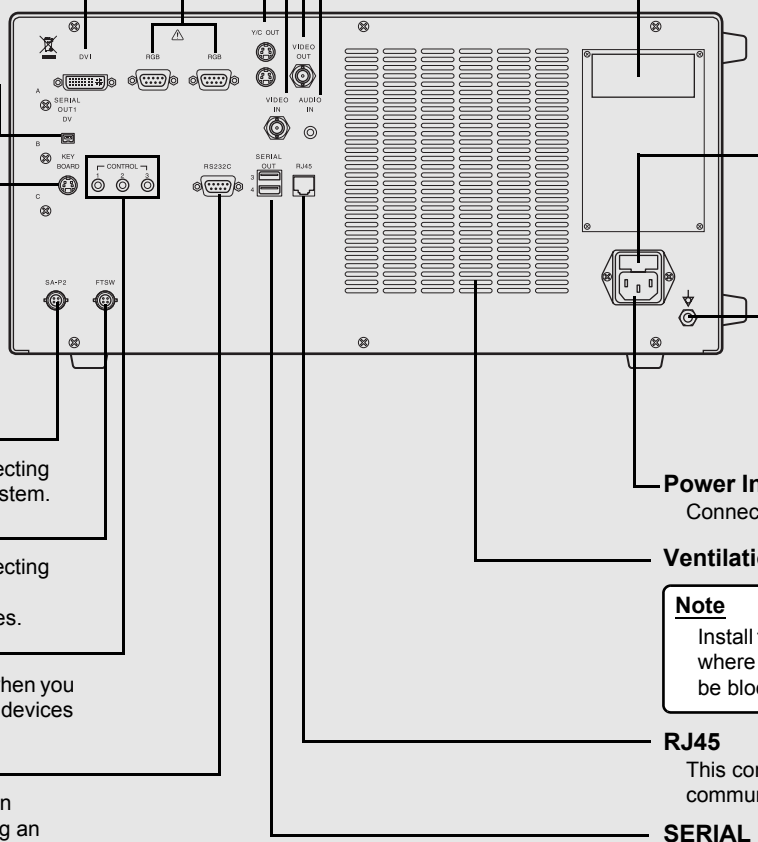 Y/C OUT
DVI
RGB
RGB
VIDEO
OUT
A
SERIAL
OUT1
DV
VIDEO
IN
AUDIO
IN
B
KEY
BOARD
CONTROL
1 2 3
RS232C
SERIAL
OUT
3
4
RJ45
C
SA-P2
FTSW
ecting
stem.
ecting
es.
hen you
devices
n
g an
Power In
Connec
Ventilatio
Note
Install
where
be bloc
RJ45
This con
commun
SERIAL